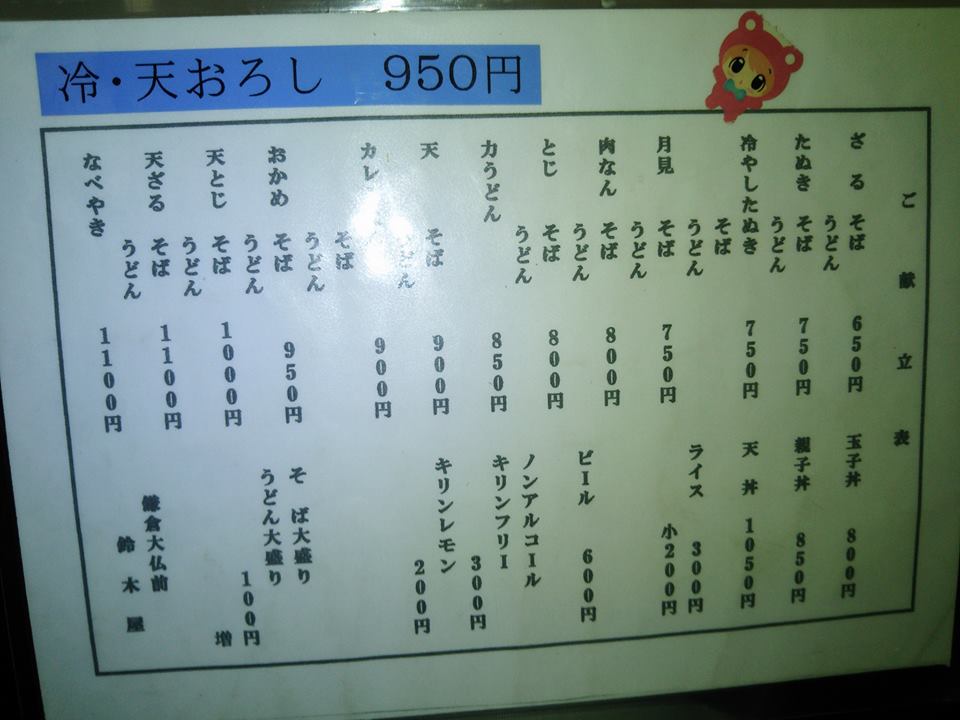 冷・天おろし 950円
ご献立表
ざる そば うどん 650円
たぬき そば うどん 750円
冷やしたぬき そば うどん 750円
月見 そば うどん 750円
肉なん そば うどん 800円
とじ そば うどん 800円
力うどん 850円
天 そば うどん 900円
カレ そば うどん 900円
おかめ そば うどん 950円
天とじ そば うどん 1000円
天ざる そば うどん 1100円
なべやき 1100円
玉子丼 800円
親子丼 850円
天丼 1050円
ライス 300円
小200円
ビール 600円
ノンアルコール
キリンフリー 300円
キリンレモン 200円
そば大盛り
うどん大盛り 100円増
鎌倉大仏前
鈴木屋